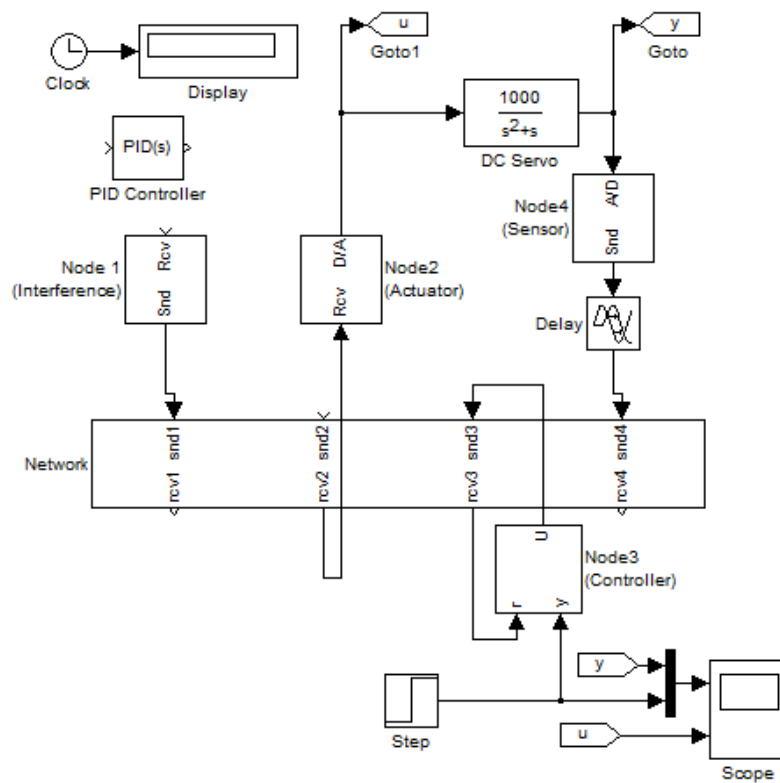 u
Goto1
y
Goto
Clock
Display
1000
s²+s
DC Servo
PID(s)
PID Controller
Node4
(Sensor)
A/D
Snd
Node 1
(Interference)
Rcv
Snd
D/A
Rcv
Node2
(Actuator)
Delay
Network
snd1
snd2
snd3
snd4
rcv1
rcv2
rcv3
rcv4
U
r
y
Node3
(Controller)
y
Step
u
Scope